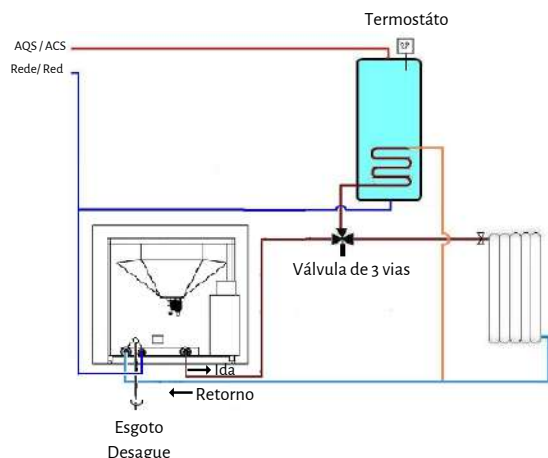 Termostáto
AQS / ACS
Rede/ Red
Válvula de 3 vias
Ida
Retorno
Esgoto
Desague